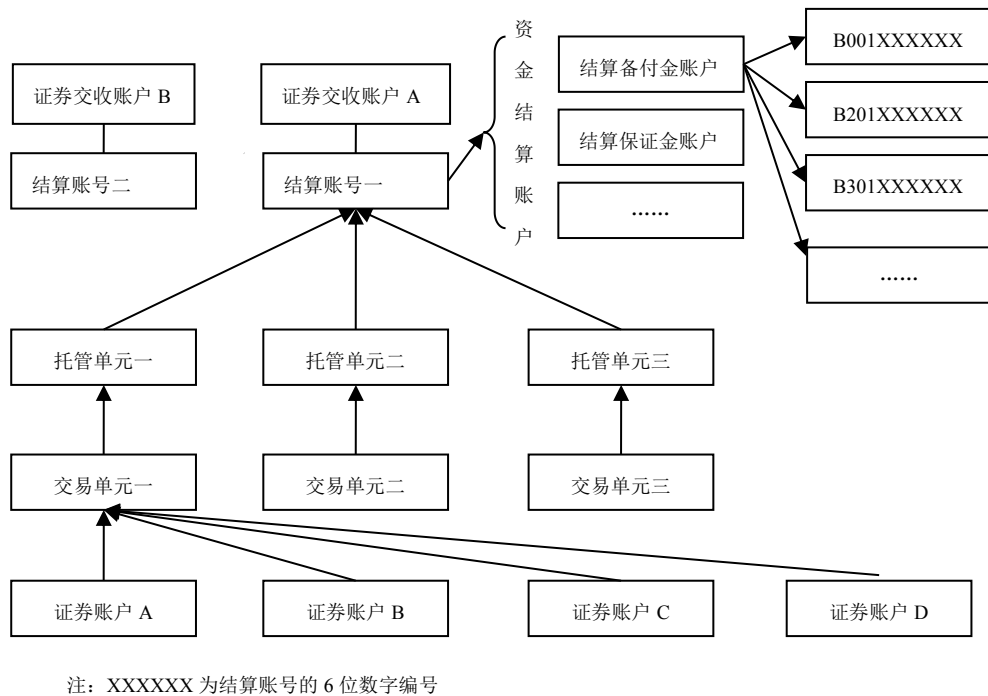 资金结算账户
B001XXXXXX
结算备付金账户
证券交收账户 B
证券交收账户 A
B201XXXXXX
结算保证金账户
结算账号二
结算账号一
B301XXXXXX
……
……
托管单元一
托管单元二
托管单元三
交易单元一
交易单元二
交易单元三
证券账户 A
证券账户 B
证券账户 C
证券账户 D
注：XXXXXX 为结算账号的 6 位数字编号